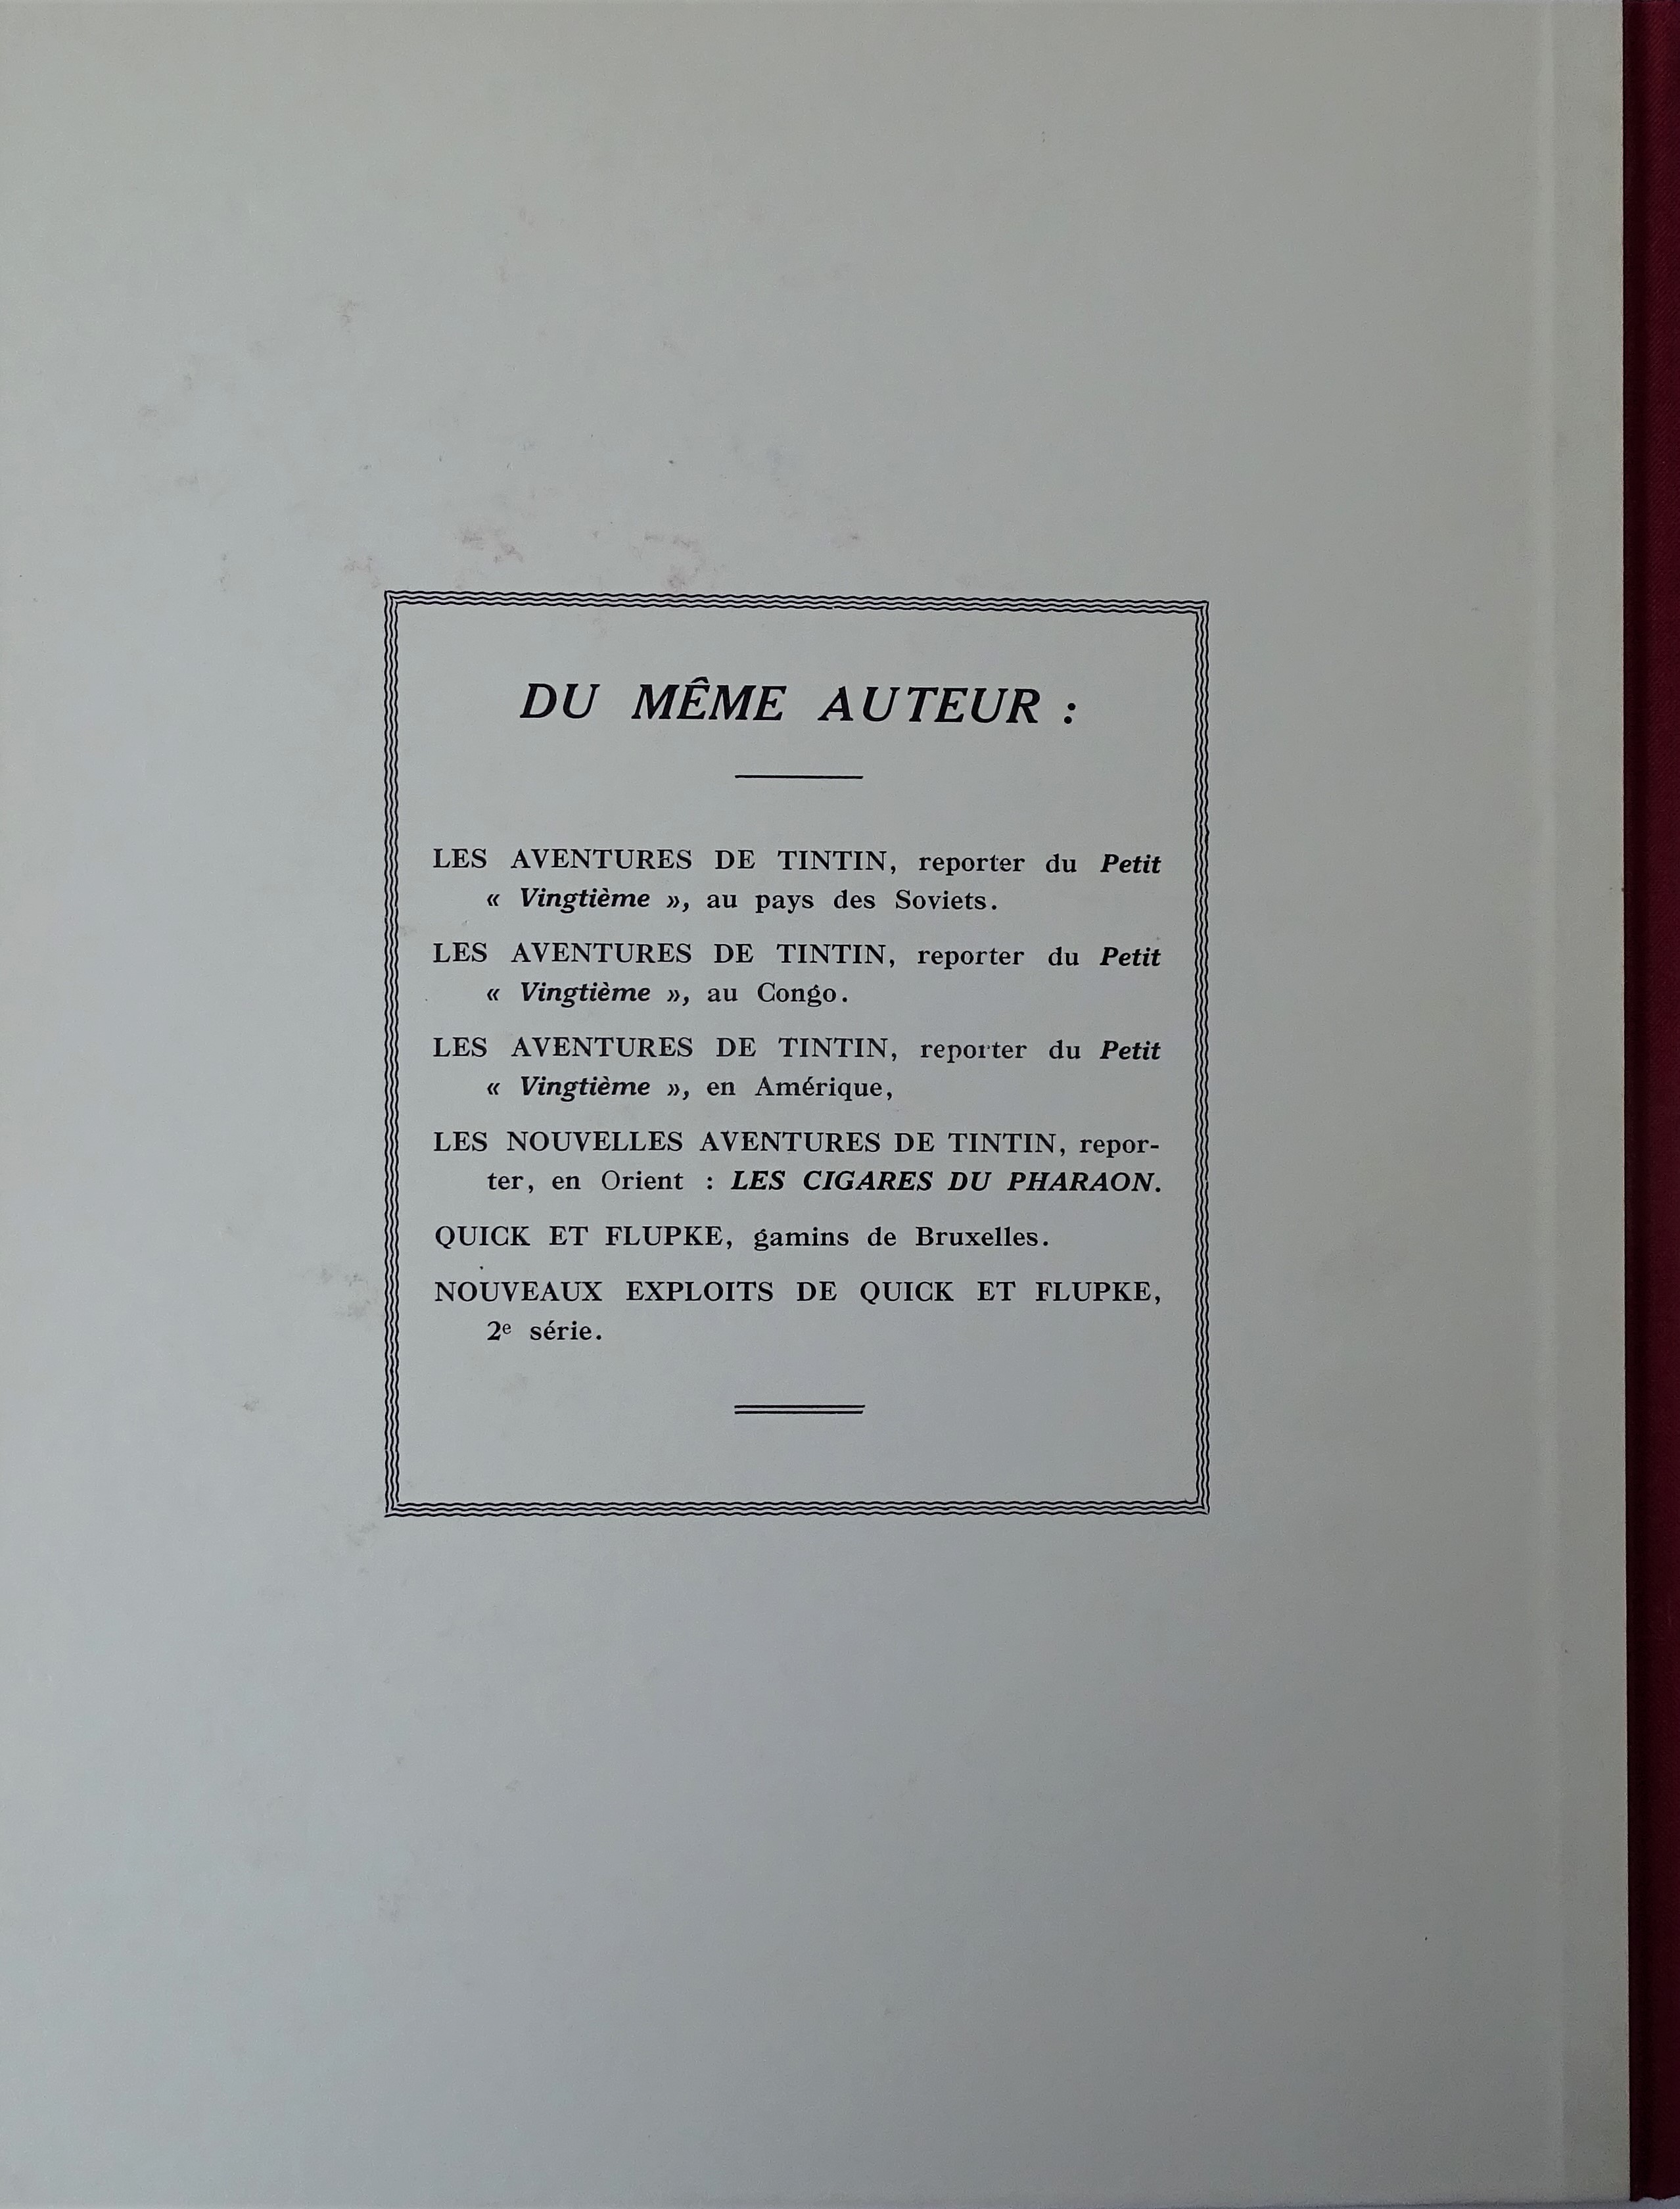 DU MÊME AUTEUR :
LES AVENTURES DE TINTIN, reporter du Petit
« Vingtième », au pays des Soviets.
LES AVENTURES DE TINTIN, reporter du Petit
« Vingtième », au Congo.
LES AVENTURES DE TINTIN, reporter du Petit
« Vingtième », en Amérique,
LES NOUVELLES AVENTURES DE TINTIN, repor-
ter, en Orient : LES CIGARES DU PHARAON.
QUICK ET FLUPKE, gamins de Bruxelles.
NOUVEAUX EXPLOITS DE QUICK ET FLUPKE,
2e série.